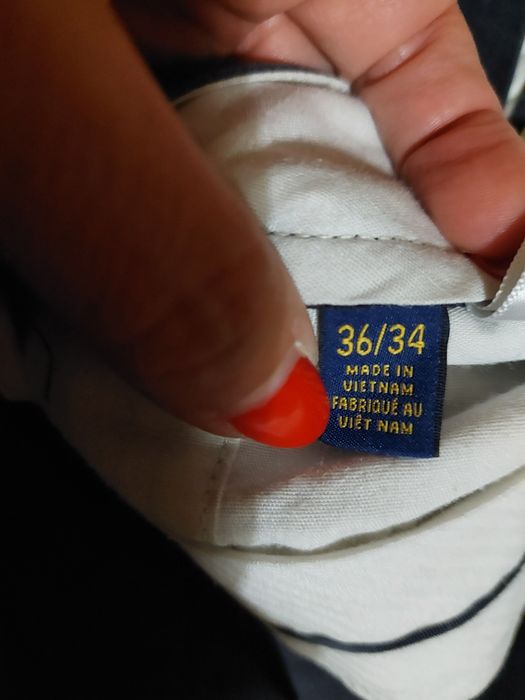 36/34
MADE IN
VIETNAM
FABRIQUÉ AU
VIÊT NAM